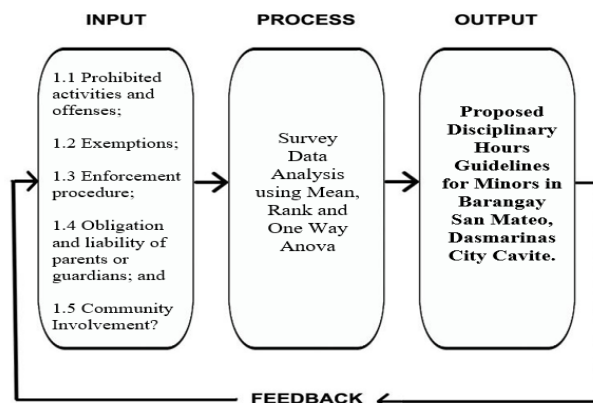 INPUT
PROCESS
OUTPUT
1.1 Prohibited
activities and
offenses;
1.2 Exemptions;
1.3 Enforcement
procedure;
1.4 Obligation
and liability of
parents or
guardians; and
1.5 Community
Involvement?
Survey
Data
Analysis
using Mean,
Rank and
One Way
Anova
Proposed
Disciplinary
Hours
Guidelines
for Minors in
Barangay
San Mateo,
Dasmarinas
City Cavite.
FEEDBACK